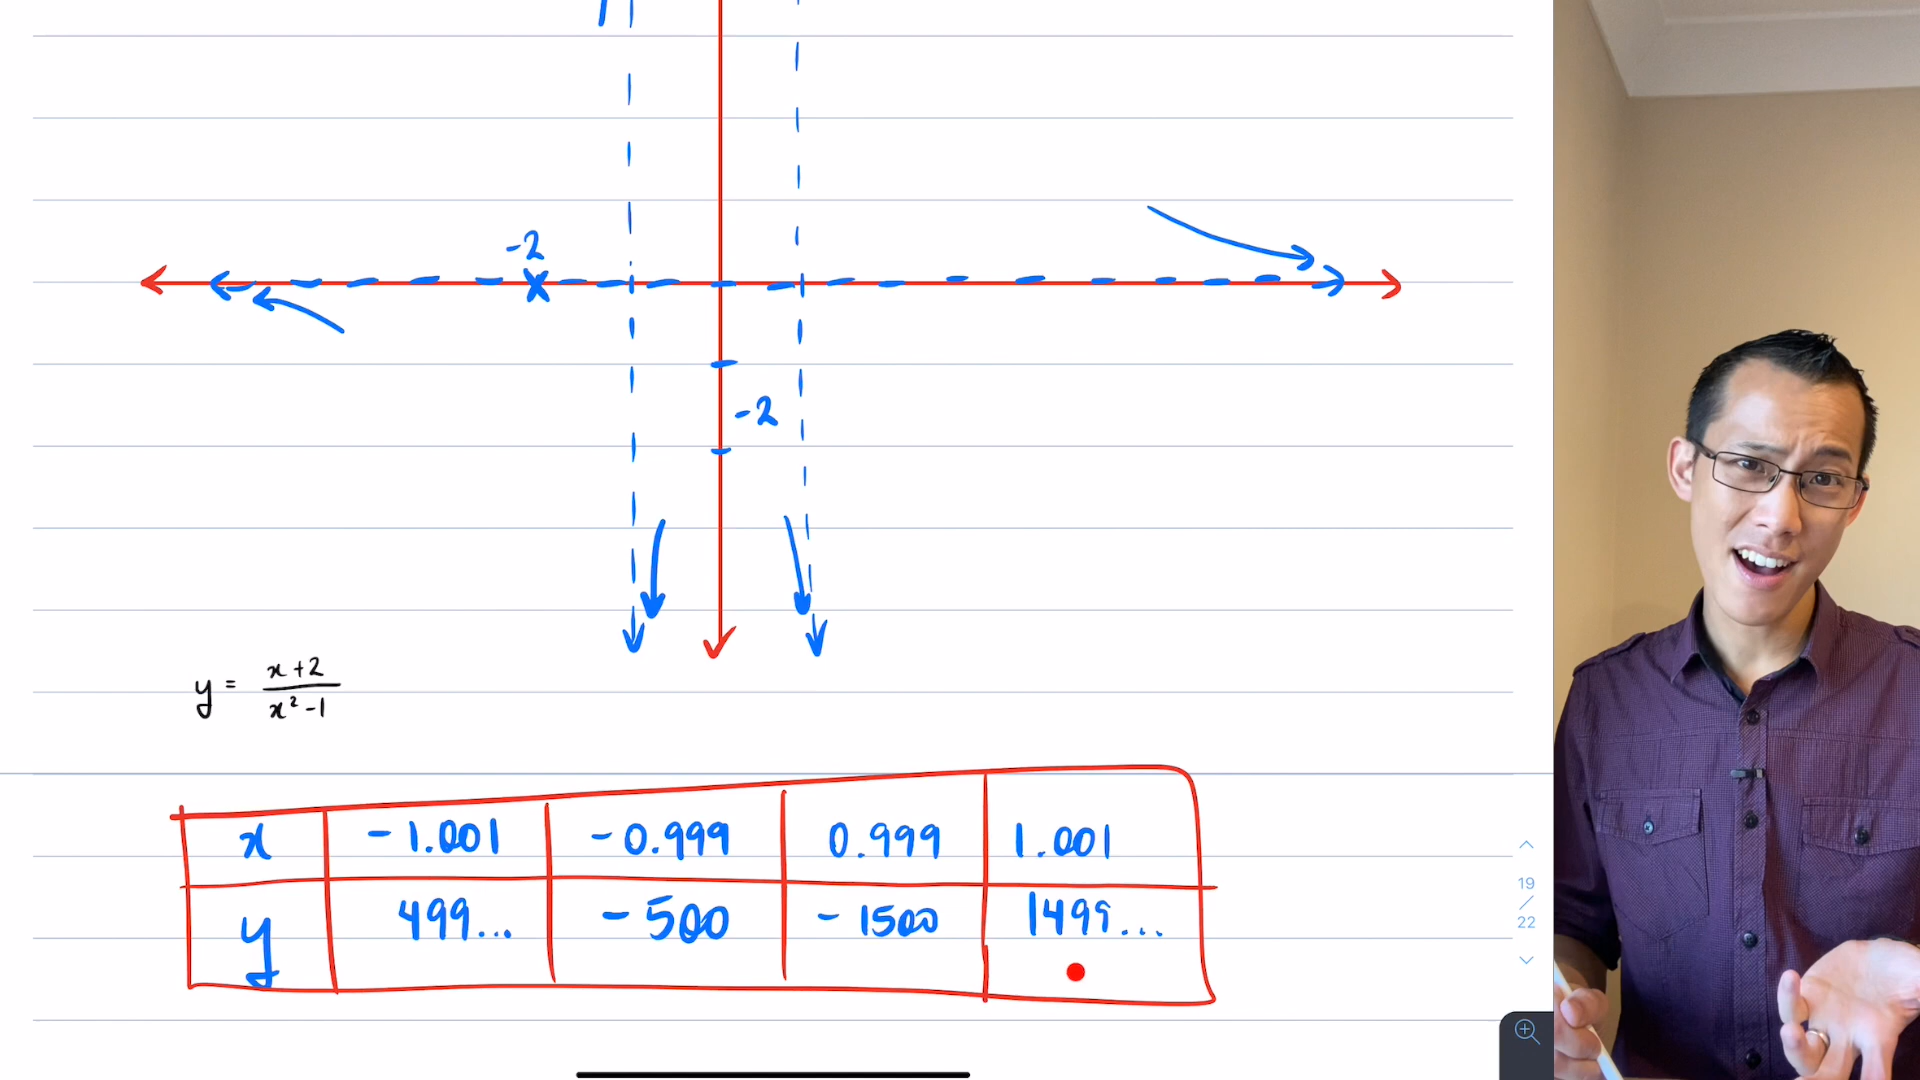 -2
-2
y = x+2 / x² -1
x -1.001 -0.999 0.999 1.001
y 499... -500 -1500 1499...
19
/
22